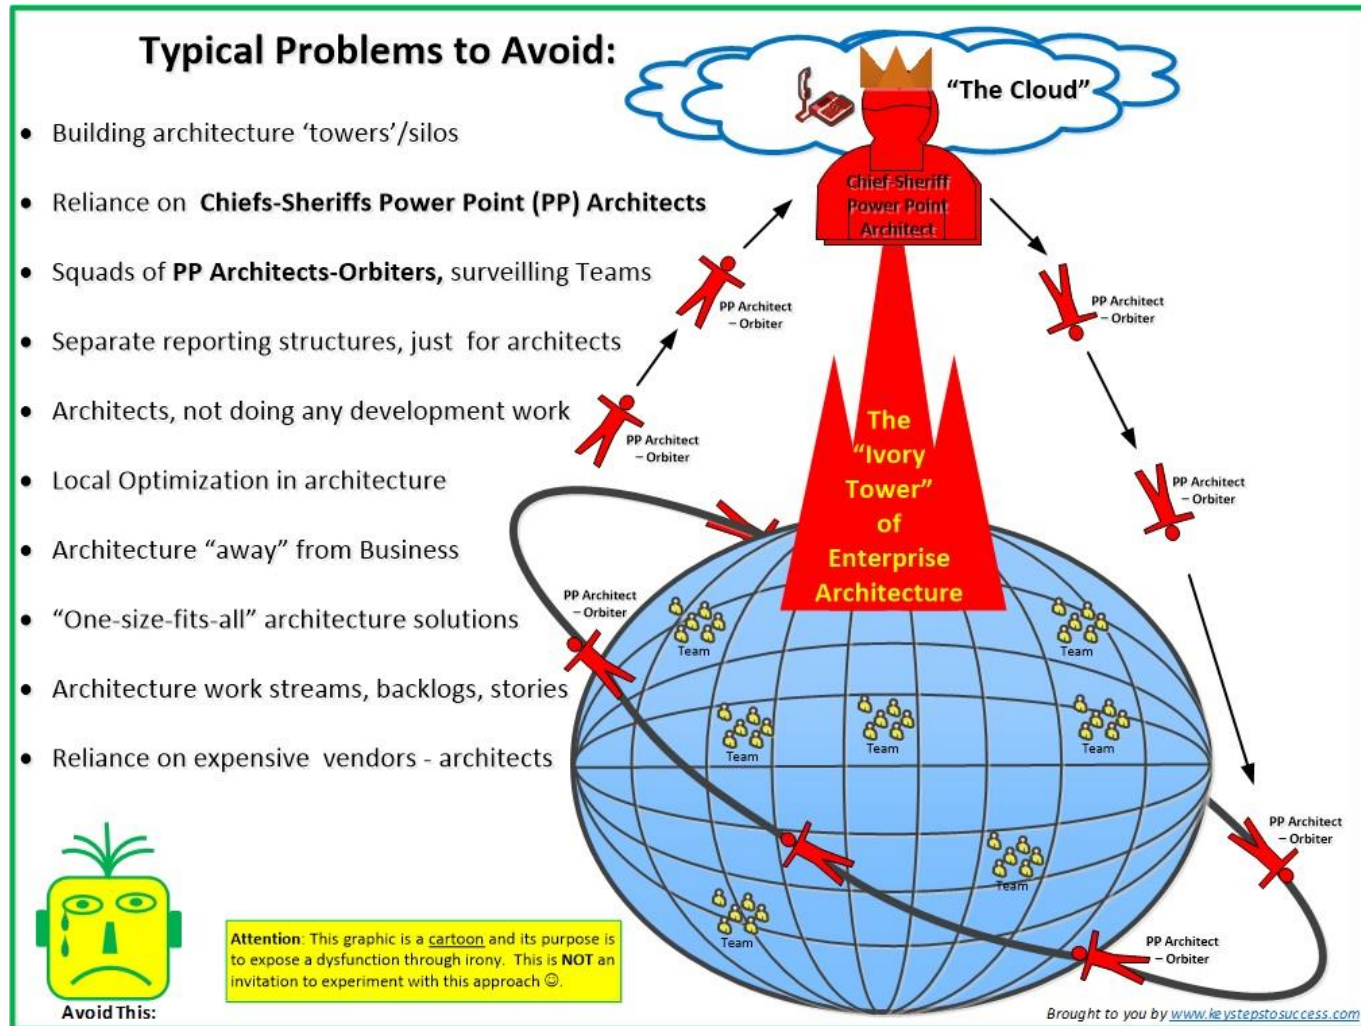 Typical Problems to Avoid:
• Building architecture ‘towers’/silos
• Reliance on Chiefs-Sheriffs Power Point (PP) Architects
• Squads of PP Architects-Orbiters, surveilling Teams
• Separate reporting structures, just for architects
• Architects, not doing any development work
• Local Optimization in architecture
• Architecture “away” from Business
• “One-size-fits-all” architecture solutions
• Architecture work streams, backlogs, stories
• Reliance on expensive vendors - architects
“The Cloud”
Chief-Sheriff
Power Point
Architect
PP Architect
– Orbiter
PP Architect
– Orbiter
PP Architect
– Orbiter
PP Architect
– Orbiter
The
“Ivory
Tower”
of
Enterprise
Architecture
PP Architect
– Orbiter
Team
Team
Team
Team
Team
Team
Team
PP Architect
– Orbiter
PP Architect
– Orbiter
Avoid This:
Attention: This graphic is a cartoon and its purpose is
to expose a dysfunction through irony. This is NOT an
invitation to experiment with this approach ☺.
Brought to you by www.keystepstosuccess.com